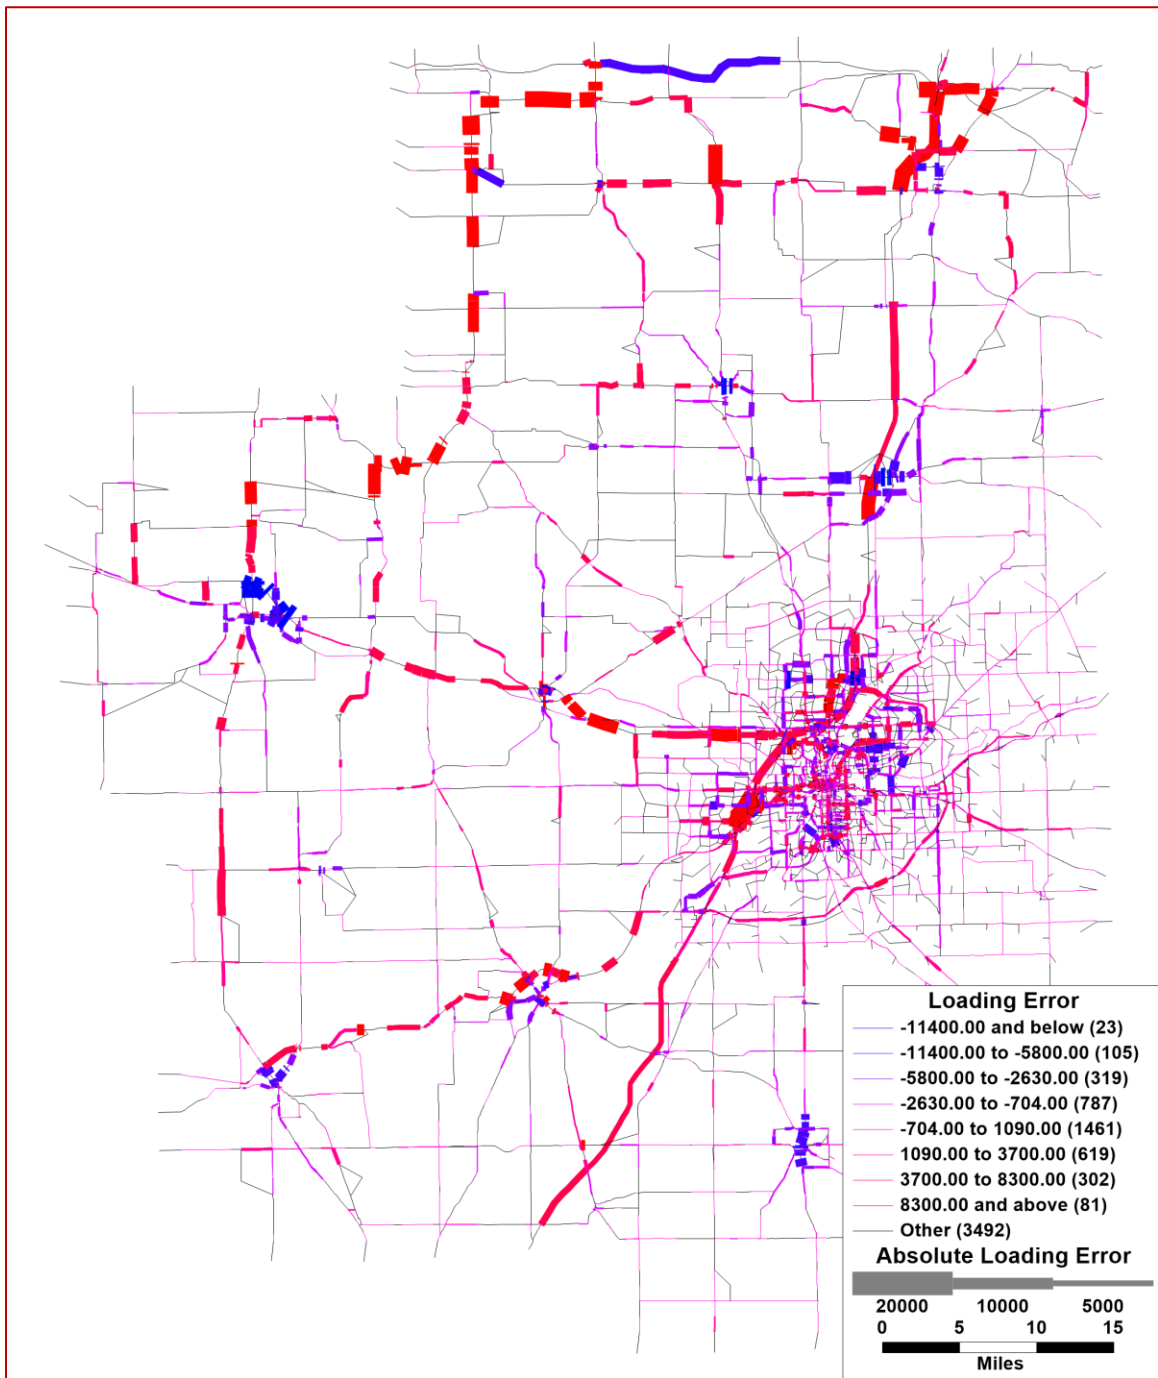 Loading Error
-11400.00 and below (23)
-11400.00 to -5800.00 (105)
-5800.00 to -2630.00 (319)
-2630.00 to -704.00 (787)
-704.00 to 1090.00 (1461)
1090.00 to 3700.00 (619)
3700.00 to 8300.00 (302)
8300.00 and above (81)
Other (3492)
Absolute Loading Error
20000 10000 5000
0 5 10 15
Miles